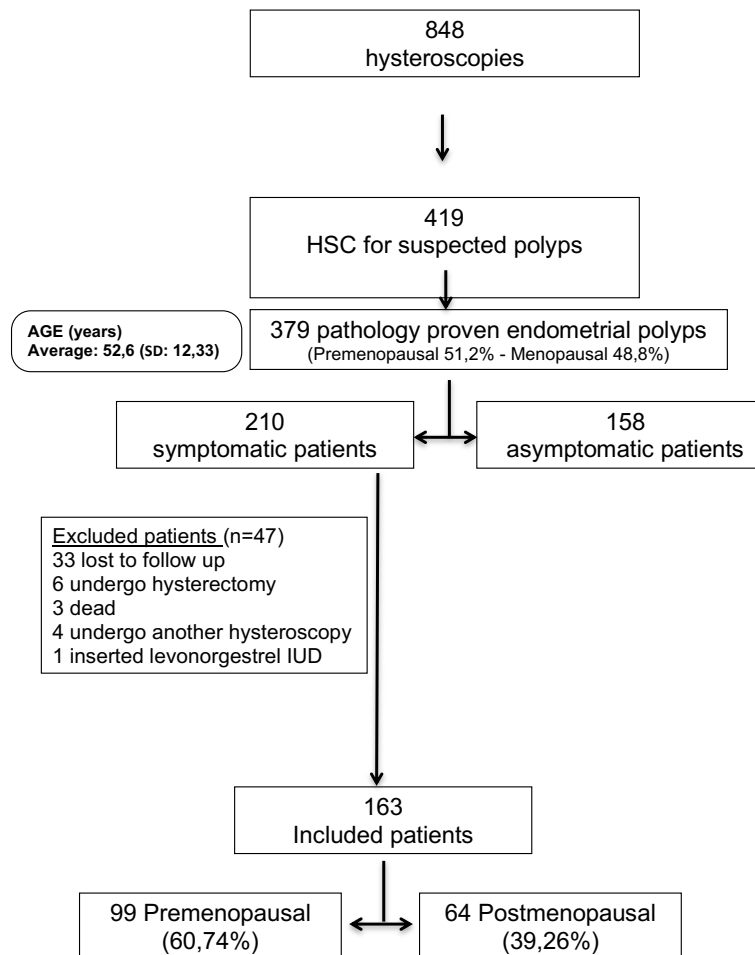 848
hysteroscopies
419
HSC for suspected polyps
AGE (years)
Average: 52,6 (SD: 12,33)
379 pathology proven endometrial polyps
(Premenopausal 51,2% - Menopausal 48,8%)
210
symptomatic patients
158
asymptomatic patients
Excluded patients (n=47)
33 lost to follow up
6 undergo hysterectomy
3 dead
4 undergo another hysteroscopy
1 inserted levonorgestrel IUD
163
Included patients
99 Premenopausal
(60,74%)
64 Postmenopausal
(39,26%)